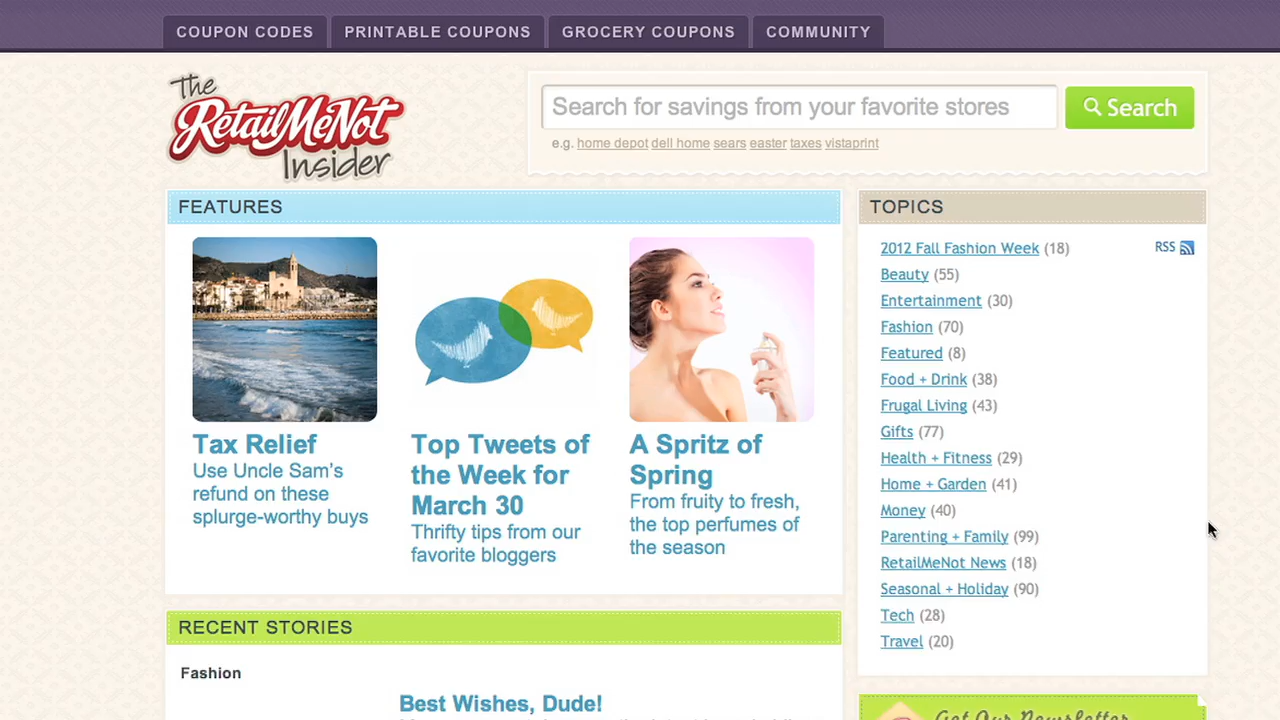 COUPON CODES
PRINTABLE COUPONS
GROCERY COUPONS
COMMUNITY
The
RetailMeNot
Insider
Search for savings from your favorite stores
Search
e.g. home depot dell home sears easter taxes vistaprint
FEATURES
Tax Relief
Use Uncle Sam's
refund on these
splurge-worthy buys
Top Tweets of
the Week for
March 30
Thrifty tips from our
favorite bloggers
A Spritz of
Spring
From fruity to fresh,
the top perfumes of
the season
TOPICS
RSS
2012 Fall Fashion Week (18)
Beauty (55)
Entertainment (30)
Fashion (70)
Featured (8)
Food + Drink (38)
Frugal Living (43)
Gifts (77)
Health + Fitness (29)
Home + Garden (41)
Money (40)
Parenting + Family (99)
RetailMeNot News (18)
Seasonal + Holiday (90)
Tech (28)
Travel (20)
RECENT STORIES
Fashion
Best Wishes, Dude!
Get Our Newsletter